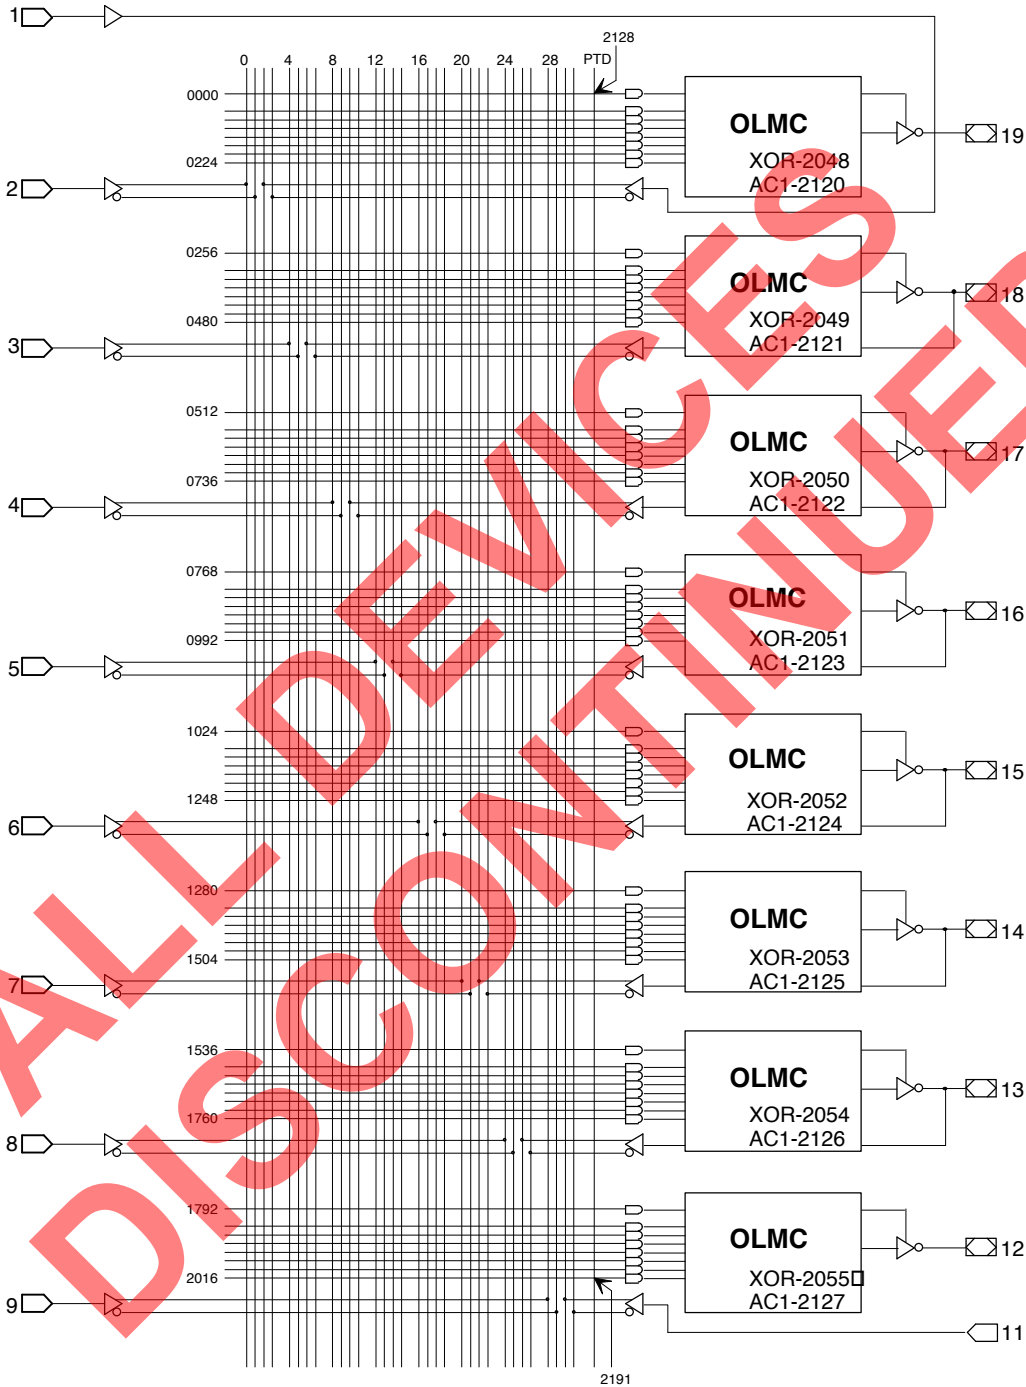 1
2128
0 4 8 12 16 20 24 28 PTD
0000
OLMC
19
XOR-2048
0224
AC1-2120
2
0256
OLMC
18
XOR-2049
0480
AC1-2121
3
0512
OLMC
17
XOR-2050
0736
AC1-2122
4
0768
OLMC
16
XOR-2051
0992
AC1-2123
5
1024
OLMC
15
XOR-2052
1248
AC1-2124
6
1280
OLMC
14
XOR-2053
1504
AC1-2125
7
1536
OLMC
13
XOR-2054
1760
AC1-2126
8
1792
OLMC
12
XOR-2055
2016
AC1-2127
9
11
2191
ALL DEVICES
DISCONTINUED